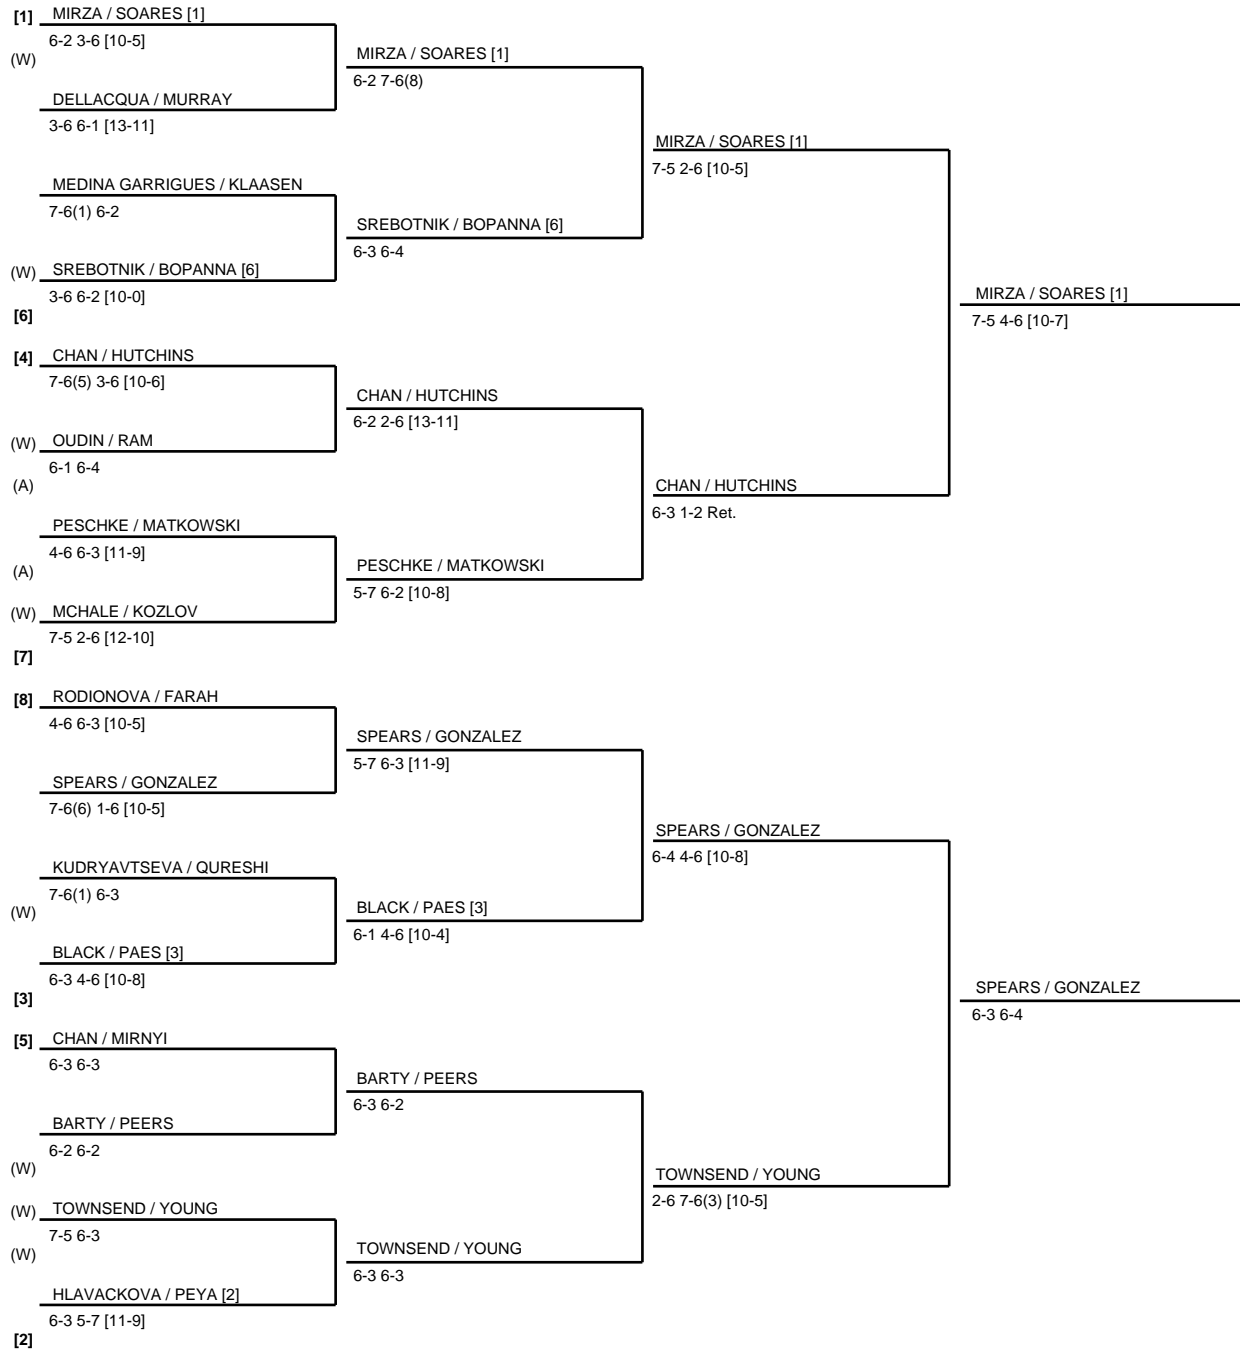 [1] MIRZA / SOARES [1]
6-2 3-6 [10-5]
(W)
DELLACQUA / MURRAY
3-6 6-1 [13-11]
MEDINA GARRIGUES / KLAASEN
7-6(1) 6-2
(W) SREBOTNIK / BOPANNA [6]
3-6 6-2 [10-0]
[6]
[4] CHAN / HUTCHINS
7-6(5) 3-6 [10-6]
(W) OUDIN / RAM
6-1 6-4
(A)
PESCHKE / MATKOWSKI
4-6 6-3 [11-9]
(A)
(W) MCHALE / KOZLOV
7-5 2-6 [12-10]
[7]
[8] RODIONOVA / FARAH
4-6 6-3 [10-5]
SPEARS / GONZALEZ
7-6(6) 1-6 [10-5]
KUDRYAVTSEVA / QURESHI
7-6(1) 6-3
(W)
BLACK / PAES [3]
6-3 4-6 [10-8]
[3]
[5] CHAN / MIRNYI
6-3 6-3
BARTY / PEERS
6-2 6-2
(W)
(W) TOWNSEND / YOUNG
7-5 6-3
(W)
HLAVACKOVA / PEYA [2]
6-3 5-7 [11-9]
[2]
MIRZA / SOARES [1]
6-2 7-6(8)
SREBOTNIK / BOPANNA [6]
6-3 6-4
CHAN / HUTCHINS
6-2 2-6 [13-11]
PESCHKE / MATKOWSKI
5-7 6-2 [10-8]
SPEARS / GONZALEZ
5-7 6-3 [11-9]
BLACK / PAES [3]
6-1 4-6 [10-4]
BARTY / PEERS
6-3 6-2
TOWNSEND / YOUNG
6-3 6-3
MIRZA / SOARES [1]
7-5 2-6 [10-5]
CHAN / HUTCHINS
6-3 1-2 Ret.
SPEARS / GONZALEZ
6-4 4-6 [10-8]
TOWNSEND / YOUNG
2-6 7-6(3) [10-5]
MIRZA / SOARES [1]
7-5 4-6 [10-7]
SPEARS / GONZALEZ
6-3 6-4